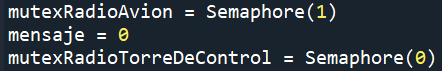 mutexRadioAvion = Semaphore(1)
mensaje = 0
mutexRadioTorreDeControl = Semaphore(0)